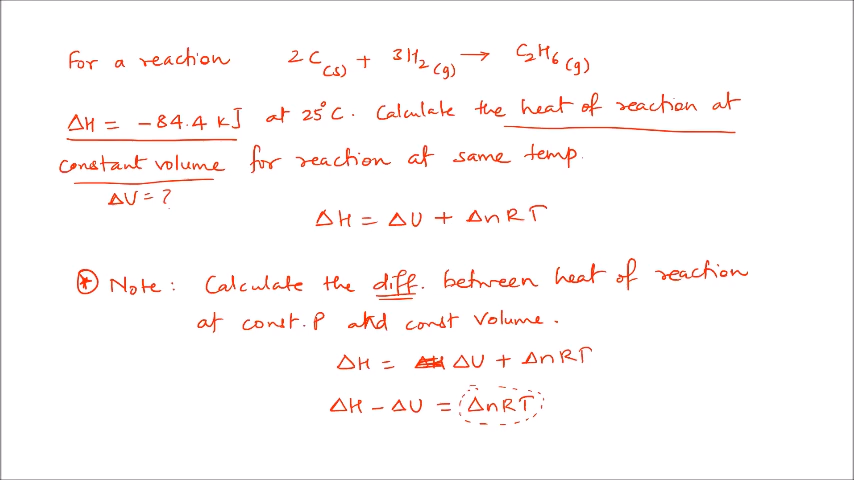 For a reaction 2C(s) + 3H₂(g) → C₂H₆(g)
ΔH = -84.4 kJ at 25°C. Calculate the heat of reaction at
constant volume for reaction at same temp.
ΔU = ?
ΔH = ΔU + ΔnRT
* Note: Calculate the diff. between heat of reaction
at const. P and const volume.
ΔH = ΔU + ΔnRT
ΔH - ΔU = ΔnRT